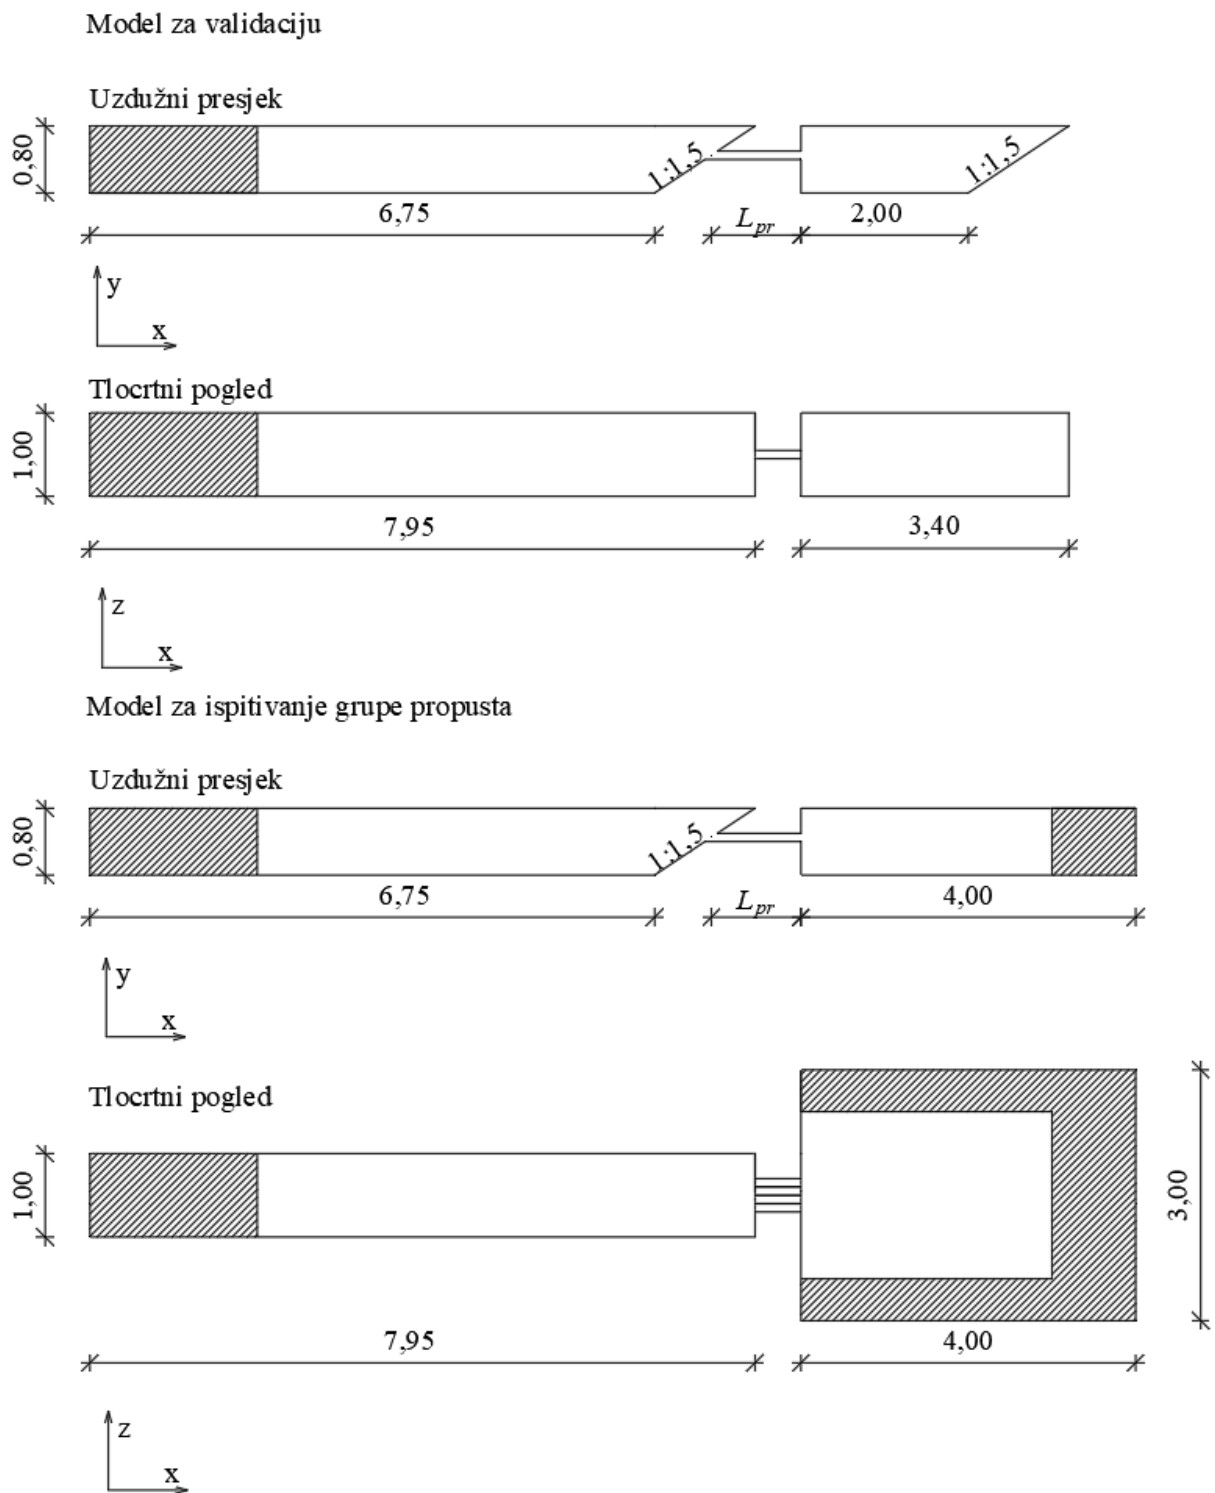 Model za validaciju
Uzdužni presjek
0,80
1:1,5
1:1,5
6,75
L_pr
2,00
y
x
Tlocrtni pogled
1,00
7,95
3,40
z
x
Model za ispitivanje grupe propusta
Uzdužni presjek
0,80
1:1,5
6,75
L_pr
4,00
y
x
Tlocrtni pogled
1,00
3,00
7,95
4,00
z
x